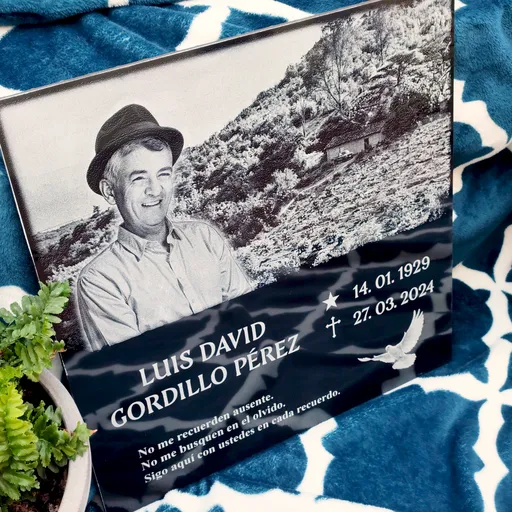 LUIS DAVID
GORDILLO PÉREZ
14. 01. 1929
27. 03. 2024
No me recuerden ausente.
No me busquen en el olvido.
Sigo aquí con ustedes en cada recuerdo.